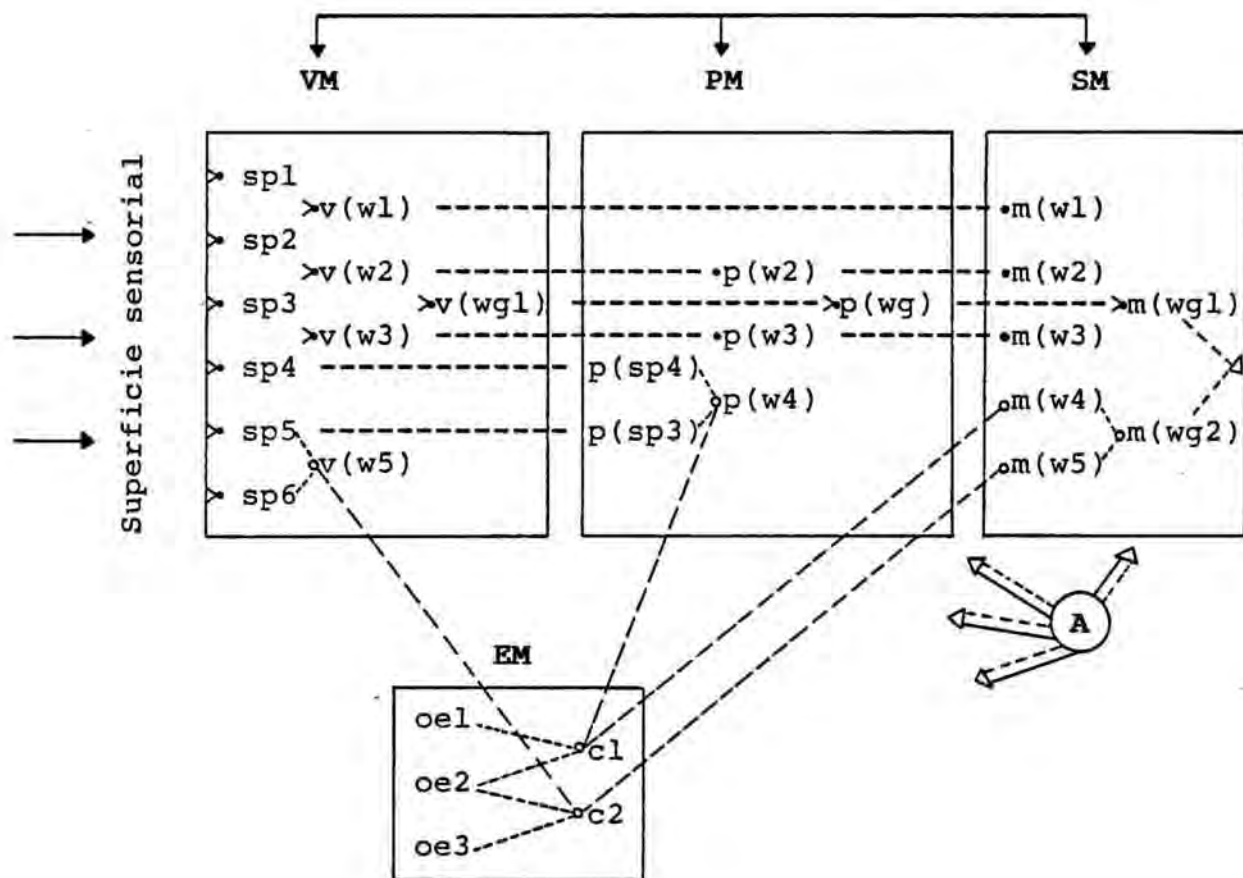 VM PM SM
Superficie sensorial
sp1
v(w1) m(w1)
sp2
v(w2) p(w2) m(w2)
sp3 v(wg1) p(wg) m(wg1)
v(w3) p(w3) m(w3)
sp4 p(sp4)
p(w4) m(w4)
sp5 p(sp3) m(wg2)
v(w5) m(w5)
sp6
A
EM
oe1
c1
oe2
c2
oe3